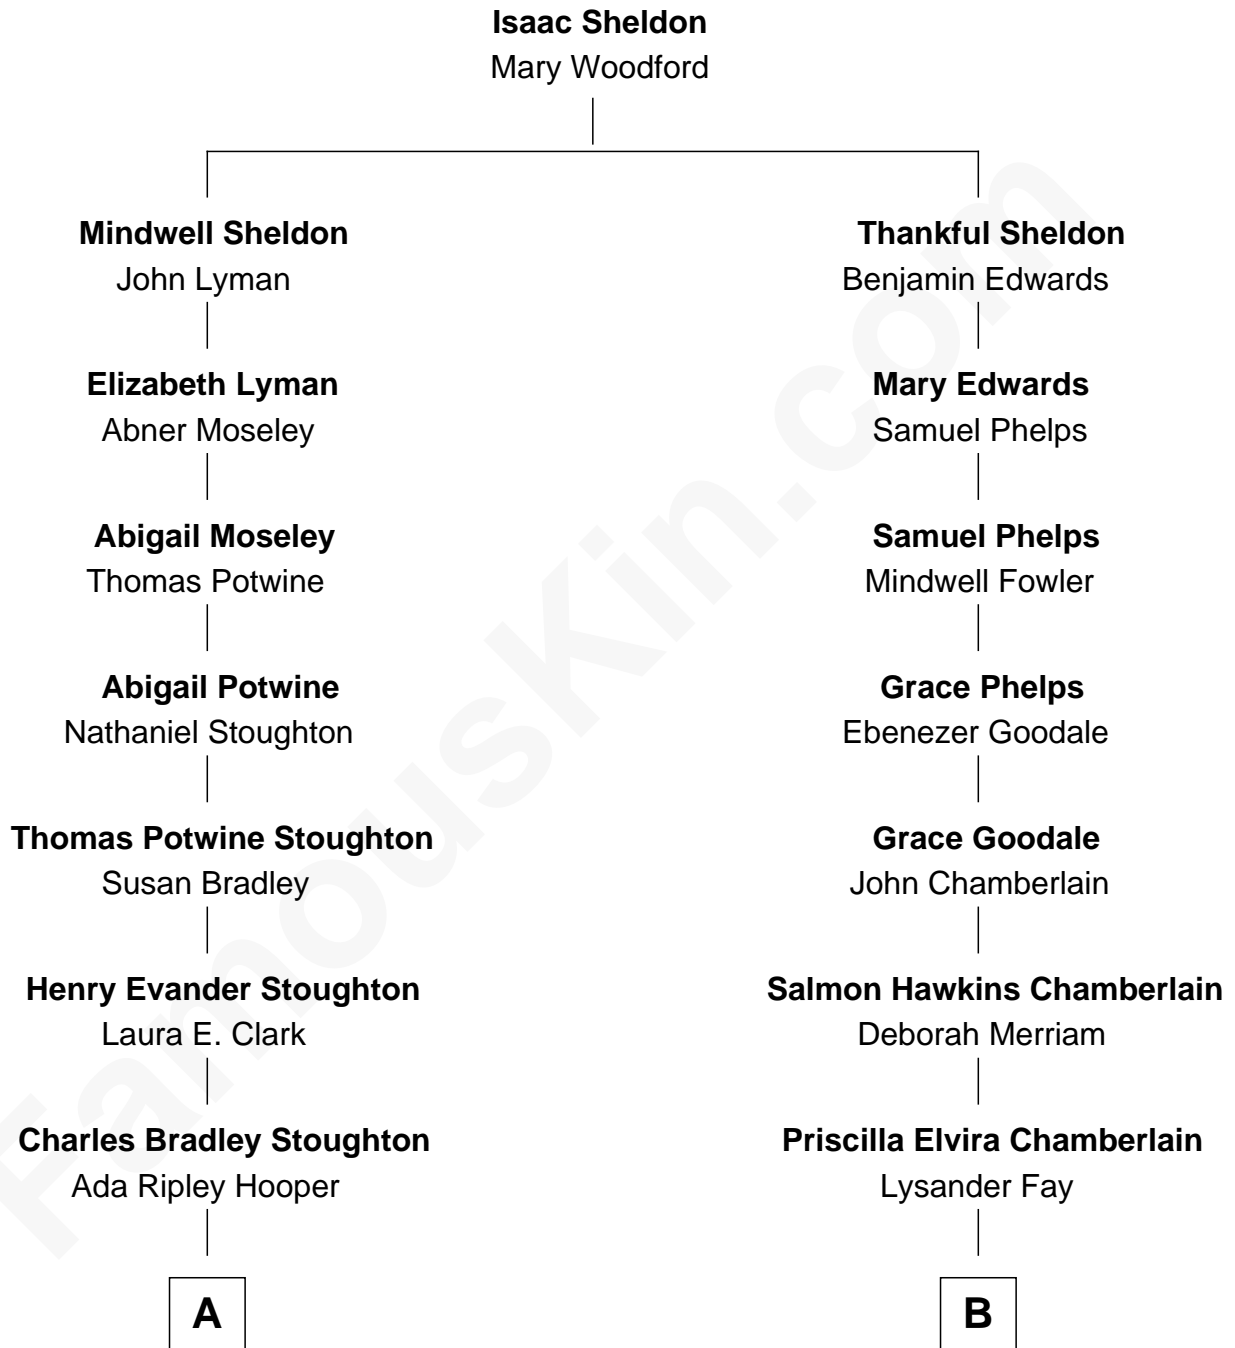 Isaac Sheldon
Mary Woodford
Mindwell Sheldon
John Lyman
Thankful Sheldon
Benjamin Edwards
Elizabeth Lyman
Abner Moseley
Mary Edwards
Samuel Phelps
Abigail Moseley
Thomas Potwine
Samuel Phelps
Mindwell Fowler
Abigail Potwine
Nathaniel Stoughton
Grace Phelps
Ebenezer Goodale
Thomas Potwine Stoughton
Susan Bradley
Grace Goodale
John Chamberlain
Henry Evander Stoughton
Laura E. Clark
Salmon Hawkins Chamberlain
Deborah Merriam
Charles Bradley Stoughton
Ada Ripley Hooper
Priscilla Elvira Chamberlain
Lysander Fay
A
B
FamousKin.com